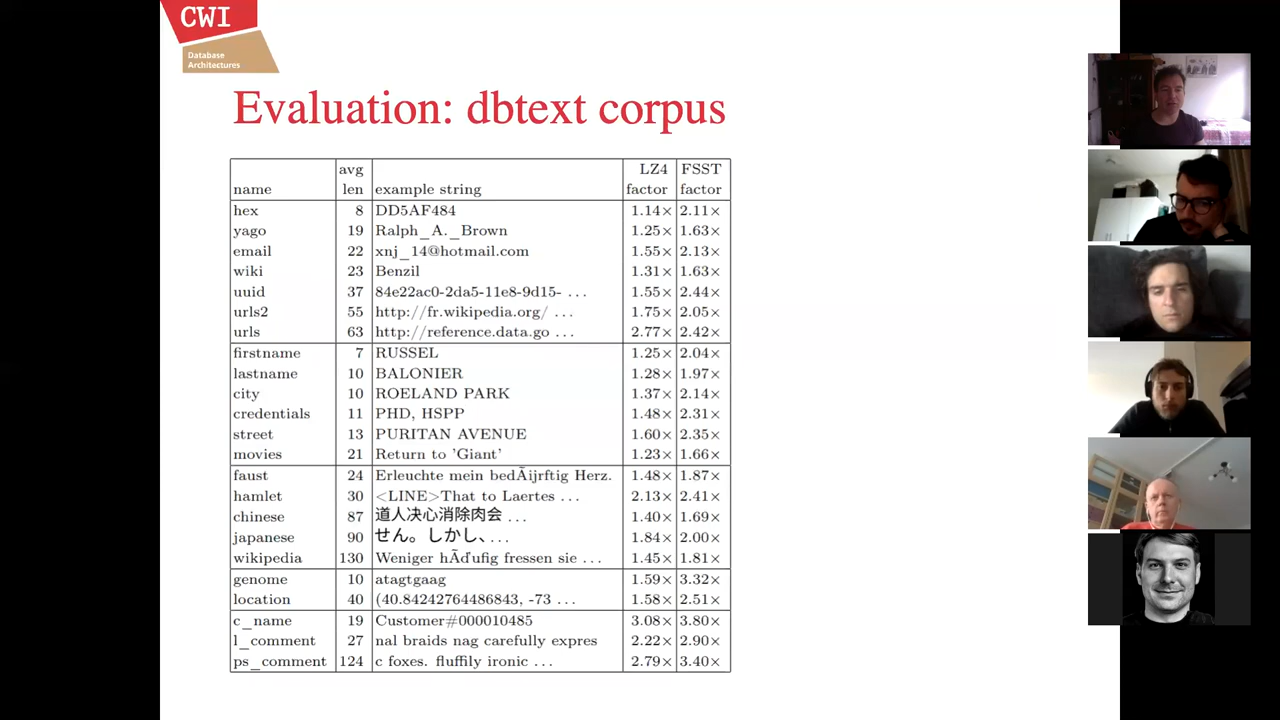 CWI
Database
Architectures
Evaluation: dbtext corpus
avg LZ4 FSST
name len example string factor factor
hex 8 DD5AF484 1.14× 2.11×
yago 19 Ralph_A._Brown 1.25× 1.63×
email 22 xnj_14@hotmail.com 1.55× 2.13×
wiki 23 Benzil 1.31× 1.63×
uuid 37 84e22ac0-2da5-11e8-9d15- ... 1.55× 2.44×
urls2 55 http://fr.wikipedia.org/ ... 1.75× 2.05×
urls 63 http://reference.data.go ... 2.77× 2.42×
firstname 7 RUSSEL 1.25× 2.04×
lastname 10 BALONIER 1.28× 1.97×
city 10 ROELAND PARK 1.37× 2.14×
credentials 11 PHD, HSPP 1.48× 2.31×
street 13 PURITAN AVENUE 1.60× 2.35×
movies 21 Return to 'Giant' 1.23× 1.66×
faust 24 Erleuchte mein bedÃijrftig Herz. 1.48× 1.87×
hamlet 30 <LINE>That to Laertes ... 2.13× 2.41×
chinese 87 道人决心消除肉会 ... 1.40× 1.69×
japanese 90 せん。しかし、... 1.84× 2.00×
wikipedia 130 Weniger hÃďufig fressen sie ... 1.45× 1.81×
genome 10 atagtgaag 1.59× 3.32×
location 40 (40.84242764486843, -73 ... 1.58× 2.51×
c_name 19 Customer#000010485 3.08× 3.80×
l_comment 27 nal braids nag carefully expres 2.22× 2.90×
ps_comment 124 c foxes. fluffily ironic ... 2.79× 3.40×